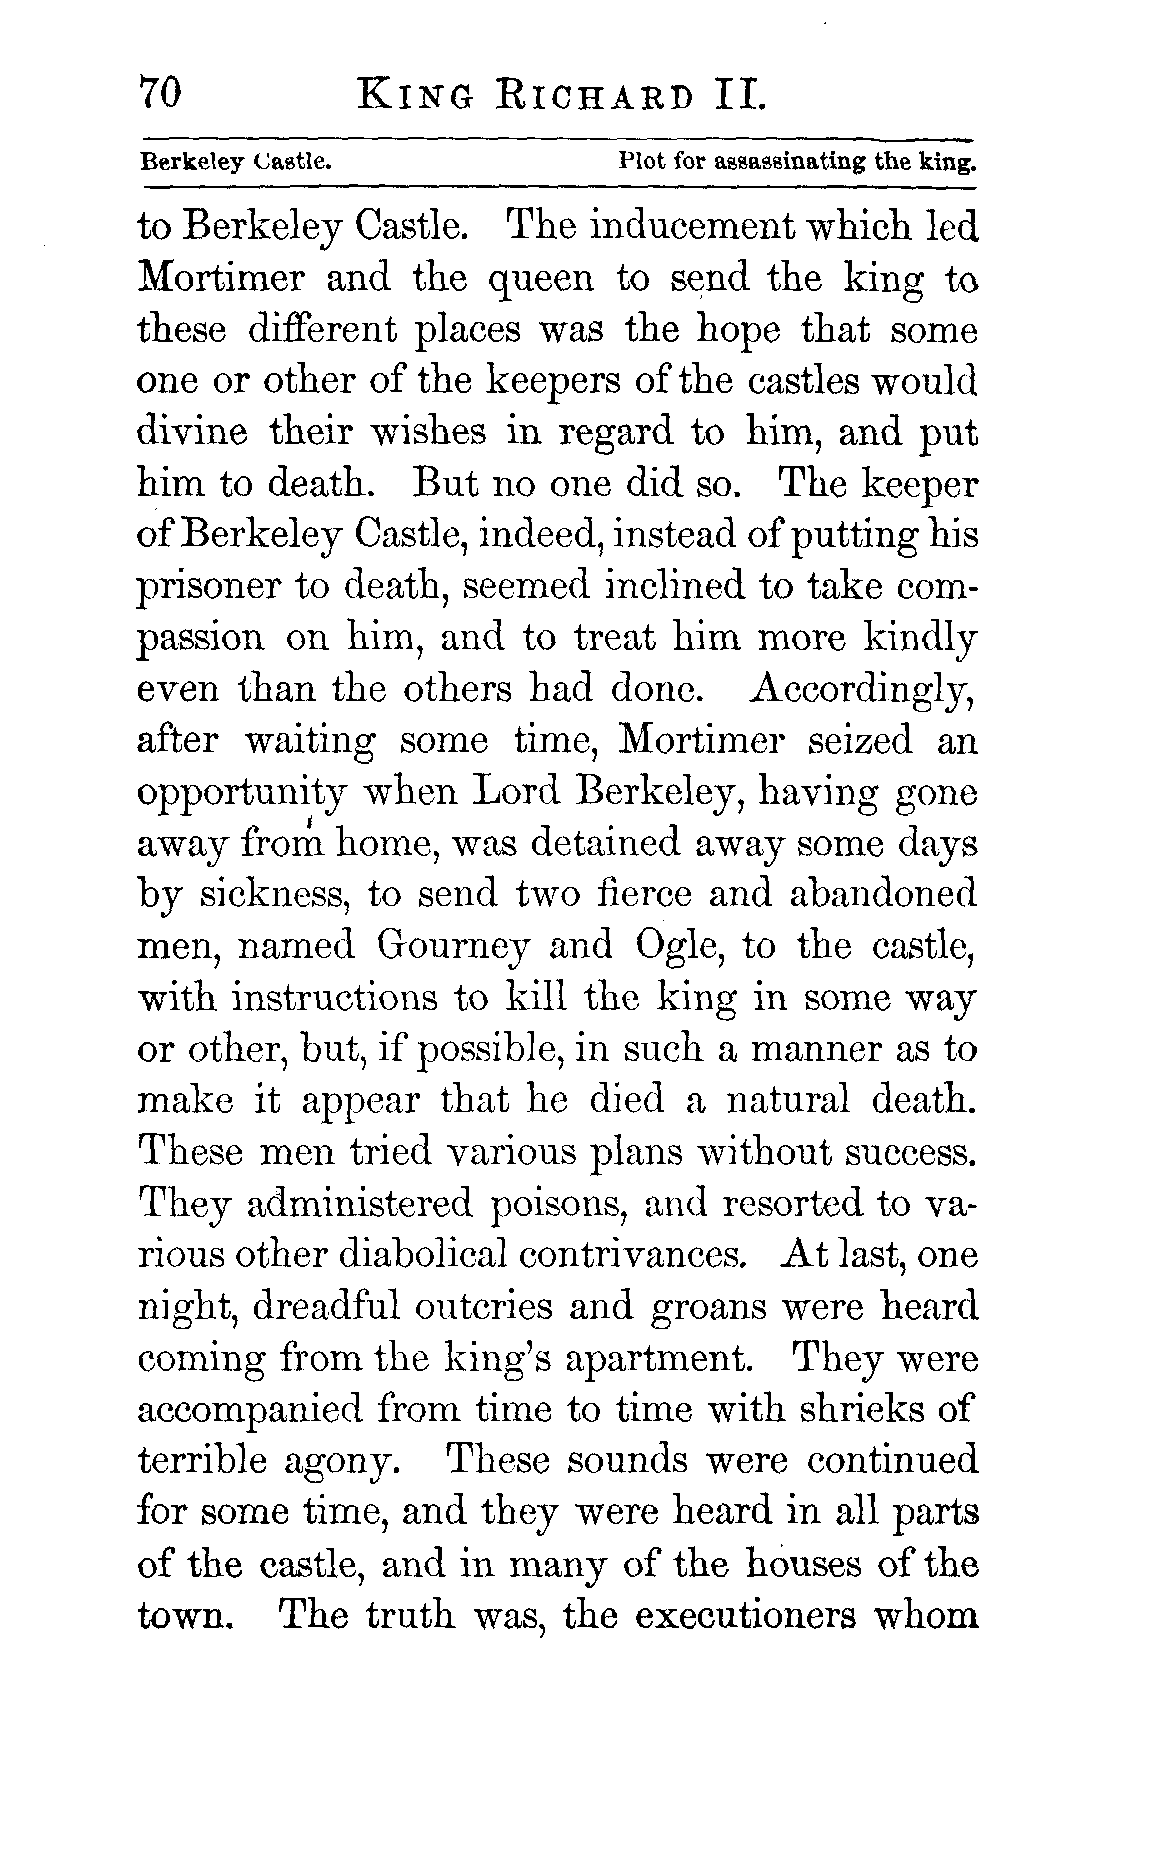 70 KING RICHARD II.
Berkeley Castle. Plot for assassinating the king.
to Berkeley Castle. The inducement which led
Mortimer and the queen to send the king to
these different places was the hope that some
one or other of the keepers of the castles would
divine their wishes in regard to him, and put
him to death. But no one did so. The keeper
of Berkeley Castle, indeed, instead of putting his
prisoner to death, seemed inclined to take com-
passion on him, and to treat him more kindly
even than the others had done. Accordingly,
after waiting some time, Mortimer seized an
opportunity when Lord Berkeley, having gone
away from home, was detained away some days
by sickness, to send two fierce and abandoned
men, named Gourney and Ogle, to the castle,
with instructions to kill the king in some way
or other, but, if possible, in such a manner as to
make it appear that he died a natural death.
These men tried various plans without success.
They administered poisons, and resorted to va-
rious other diabolical contrivances. At last, one
night, dreadful outcries and groans were heard
coming from the king's apartment. They were
accompanied from time to time with shrieks of
terrible agony. These sounds were continued
for some time, and they were heard in all parts
of the castle, and in many of the houses of the
town. The truth was, the executioners whom